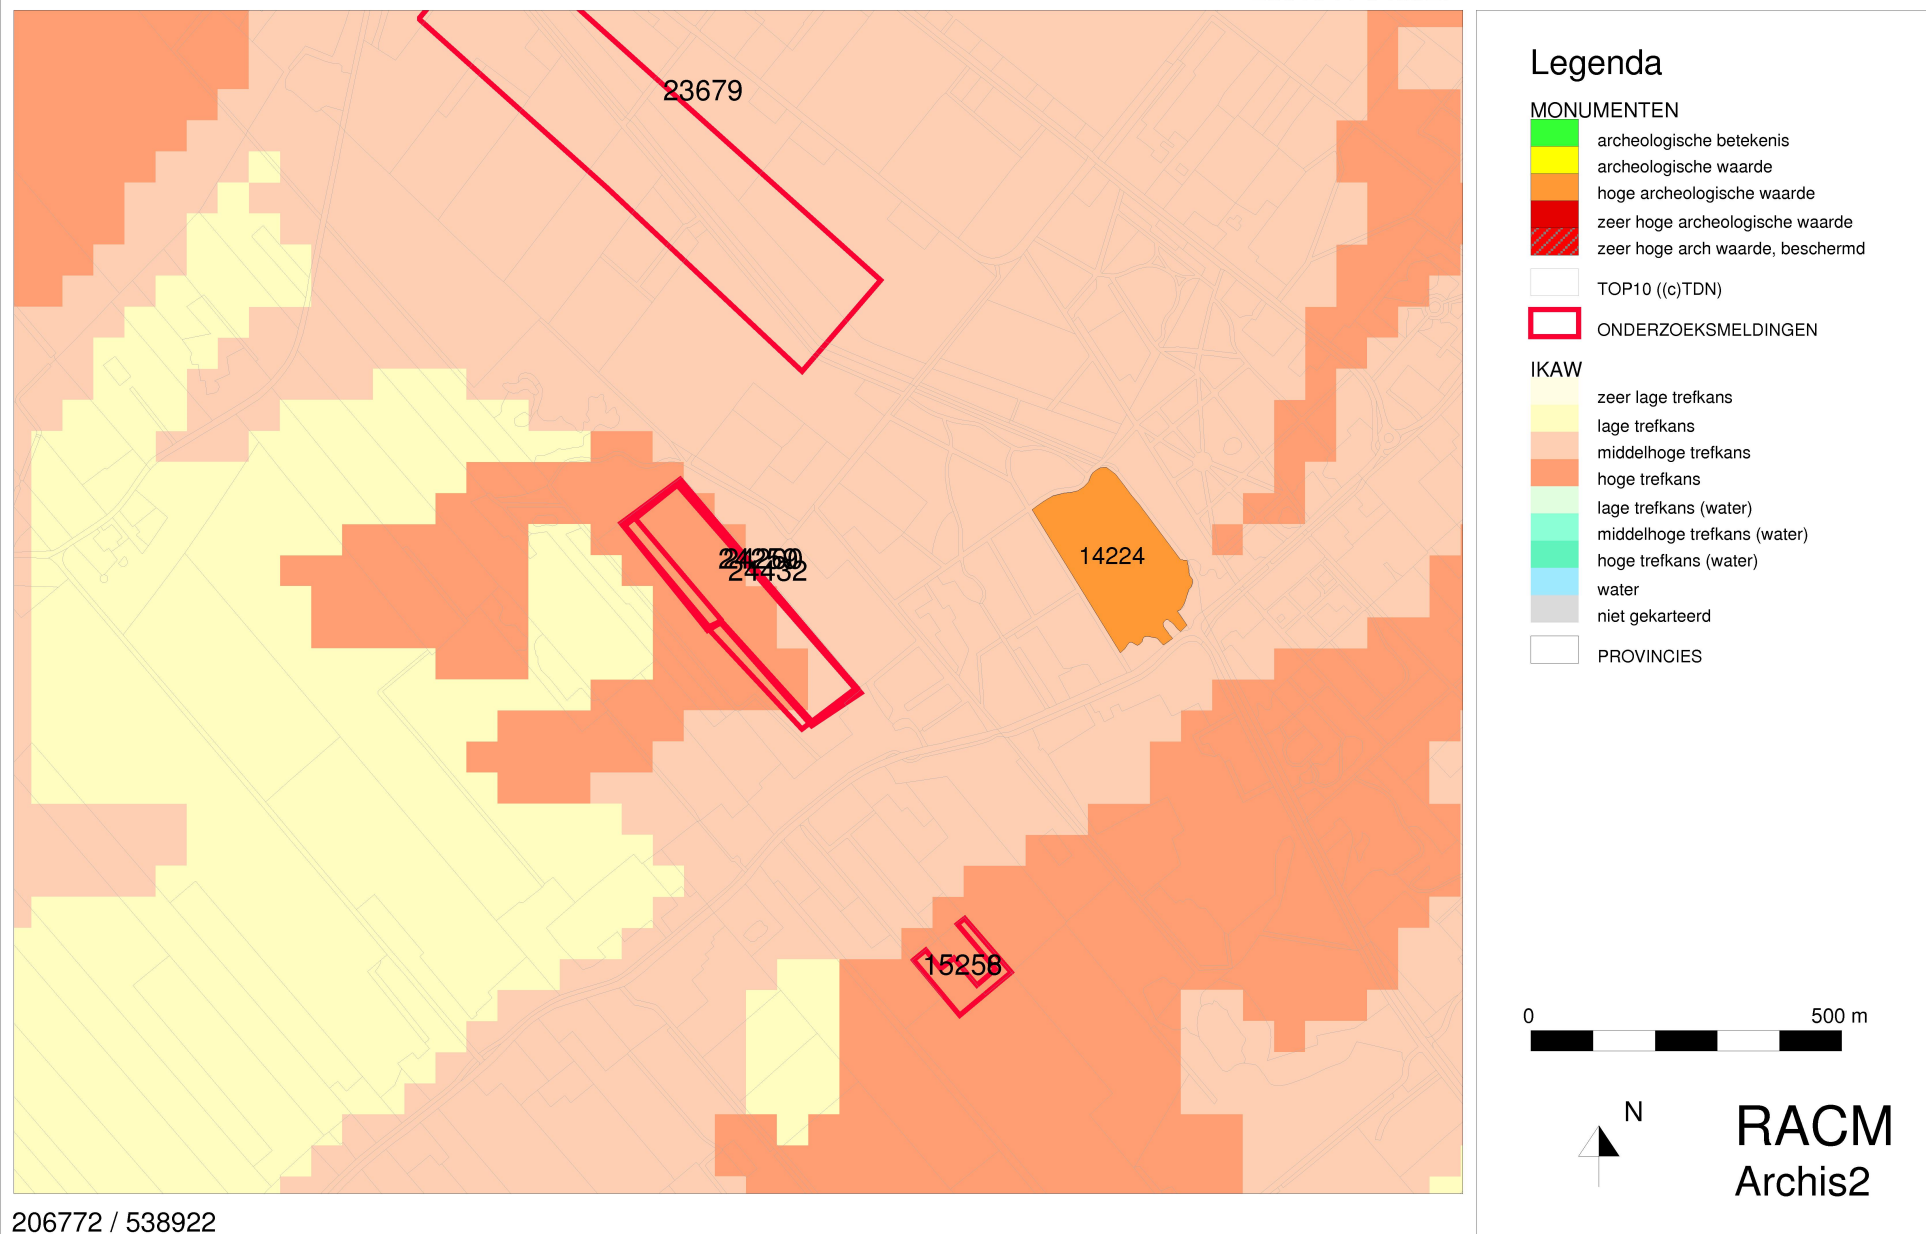 23679
24432
14224
15258
206772 / 538922
Legenda
MONUMENTEN
archeologische betekenis
archeologische waarde
hoge archeologische waarde
zeer hoge archeologische waarde
zeer hoge arch waarde, beschermd
TOP10 ((c)TDN)
ONDERZOEKSMELDINGEN
IKAW
zeer lage trefkans
lage trefkans
middelhoge trefkans
hoge trefkans
lage trefkans (water)
middelhoge trefkans (water)
hoge trefkans (water)
water
niet gekarteerd
PROVINCIES
0 500 m
N
RACM
Archis2